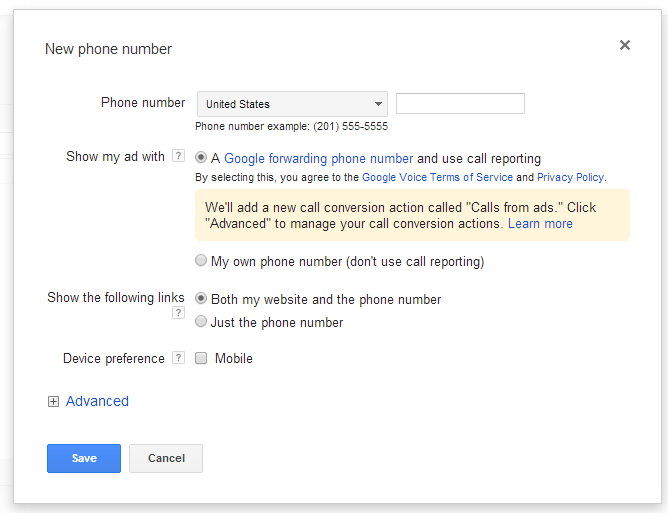 New phone number
Phone number United States
Phone number example: (201) 555-5555
Show my ad with ? A Google forwarding phone number and use call reporting
By selecting this, you agree to the Google Voice Terms of Service and Privacy Policy.
We'll add a new call conversion action called "Calls from ads." Click
"Advanced" to manage your call conversion actions. Learn more
My own phone number (don't use call reporting)
Show the following links Both my website and the phone number
?
Just the phone number
Device preference ? Mobile
Advanced
Save Cancel